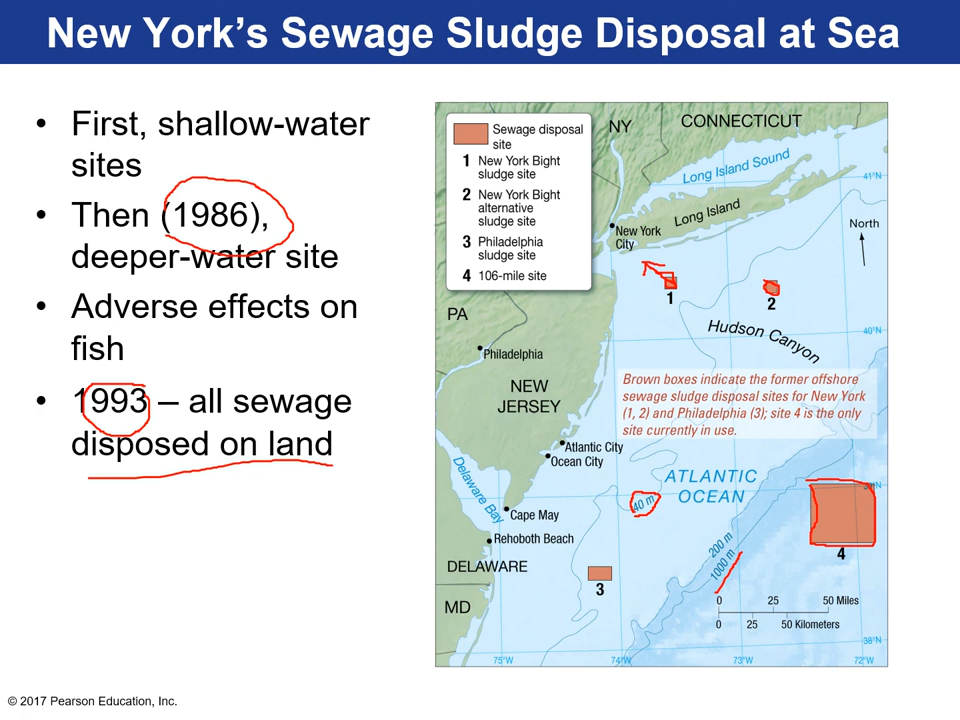 New York’s Sewage Sludge Disposal at Sea
• First, shallow-water
sites
• Then (1986),
deeper-water site
• Adverse effects on
fish
• 1993 – all sewage
disposed on land
Sewage disposal
site
1 New York Bight
sludge site
2 New York Bight
alternative
sludge site
3 Philadelphia
sludge site
4 106-mile site
NY
CONNECTICUT
Long Island Sound
41°N
Long Island
New York
City
North
1
2
PA
Hudson Canyon
40°N
Philadelphia
NEW
JERSEY
Brown boxes indicate the former offshore
sewage sludge disposal sites for New York
(1, 2) and Philadelphia (3); site 4 is the only
site currently in use.
Atlantic City
Ocean City
ATLANTIC
OCEAN
Delaware Bay
40 m
39°N
Cape May
Rehoboth Beach
200 m
1000 m
4
DELAWARE
3
MD
0 25 50 Miles
0 25 50 Kilometers
38°N
75°W 74°W 73°W 72°W
© 2017 Pearson Education, Inc.